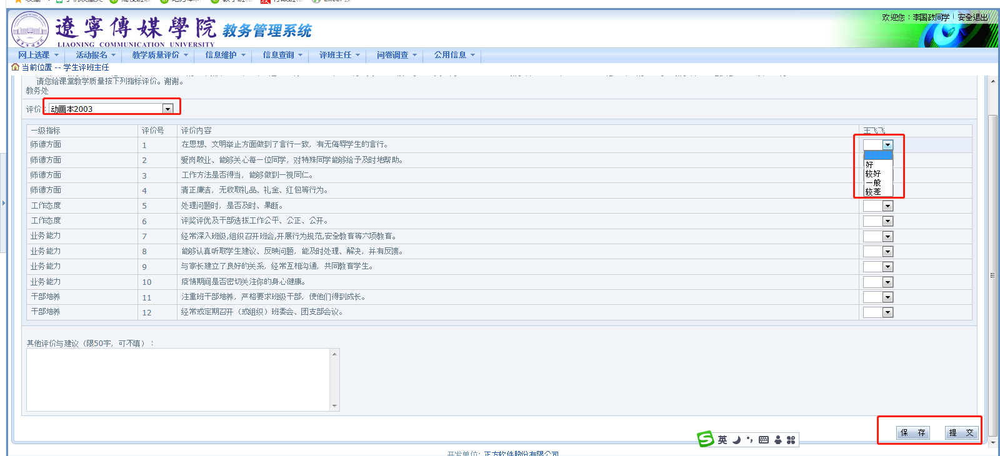 欢迎您：李国政同学 安全退出
遼寧傳媒學院 教务管理系统
LIAONING COMMUNICATION UNIVERSITY
网上选课 活动报名 教学质量评价 信息维护 信息查询 评班主任 问卷调查 公用信息
当前位置 -- 学生评班主任
请您给课堂教学质量按下列指标评价。谢谢。
教务处
评价： 动画本2003
一级指标 评价号 评价内容 王飞飞
师德方面 1 在思想、文明举止方面做到了言行一致，有无侮辱学生的言行。
师德方面 2 爱岗敬业、能够关心每一位同学，对特殊同学能够给予及时地帮助。
好
师德方面 3 工作方法是否得当，能够做到一视同仁。
较好
一般
师德方面 4 清正廉洁，无收取礼品、礼金、红包等行为。
较差
工作态度 5 处理问题时，是否及时、果断。
工作态度 6 评奖评优及干部选拔工作公平、公正、公开。
业务能力 7 经常深入班级,组织召开班会,开展行为规范,安全教育等六项教育。
业务能力 8 能够认真听取学生建议、反映问题，能及时处理、解决，并有反馈。
业务能力 9 与家长建立了良好的关系，经常互相沟通，共同教育学生。
业务能力 10 疫情期间是否密切关注你的身心健康。
干部培养 11 注重班干部培养，严格要求班级干部，使他们得到成长。
干部培养 12 经常或定期召开（或组织）班委会、团支部会议。
其他评价与建议（限50字，可不填）：
保 存 提 交
英
开发单位：正方软件股份有限公司